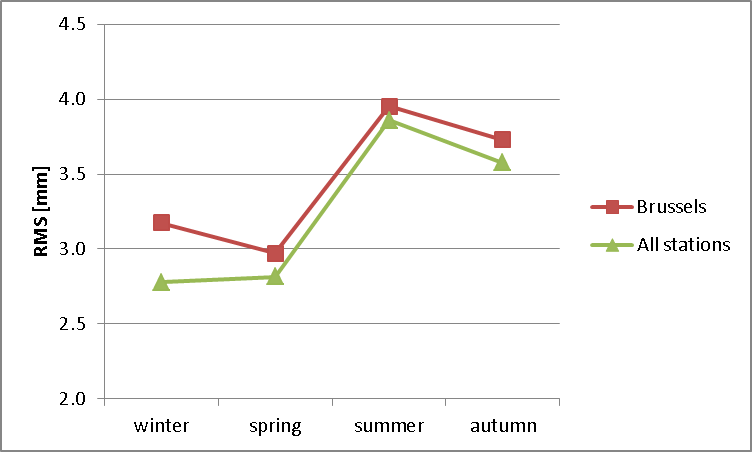 4.5
4.0
3.5
3.0
2.5
2.0
RMS [mm]
winter spring summer autumn
Brussels
All stations